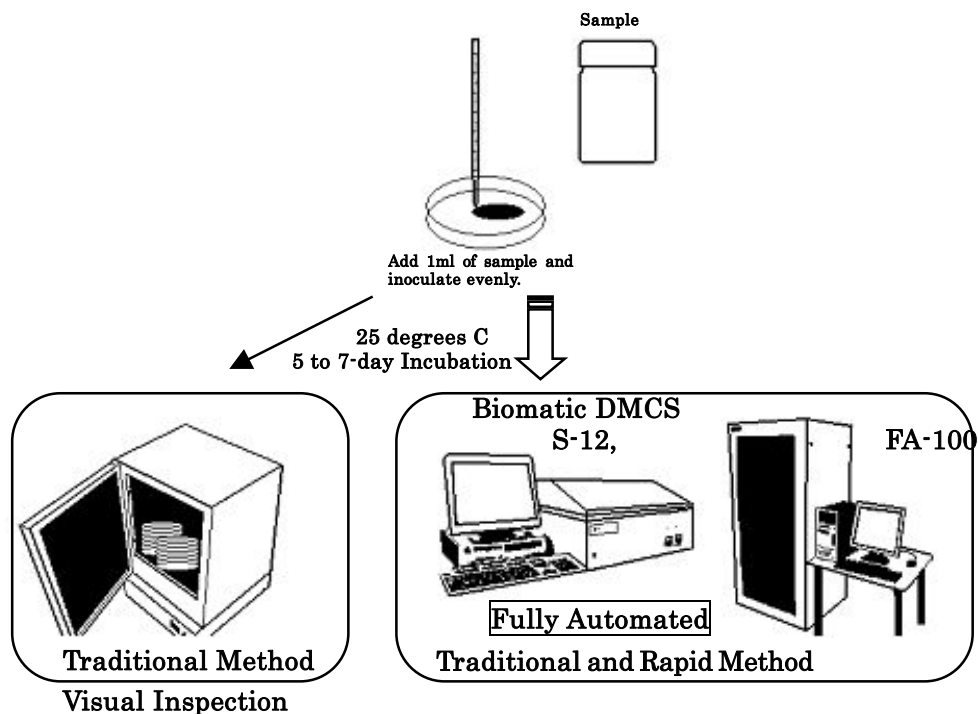 Sample
Add 1ml of sample and
inoculate evenly.
25 degrees C
5 to 7-day Incubation
Biomatic DMCS
S-12,
FA-100
Fully Automated
Traditional Method
Traditional and Rapid Method
Visual Inspection